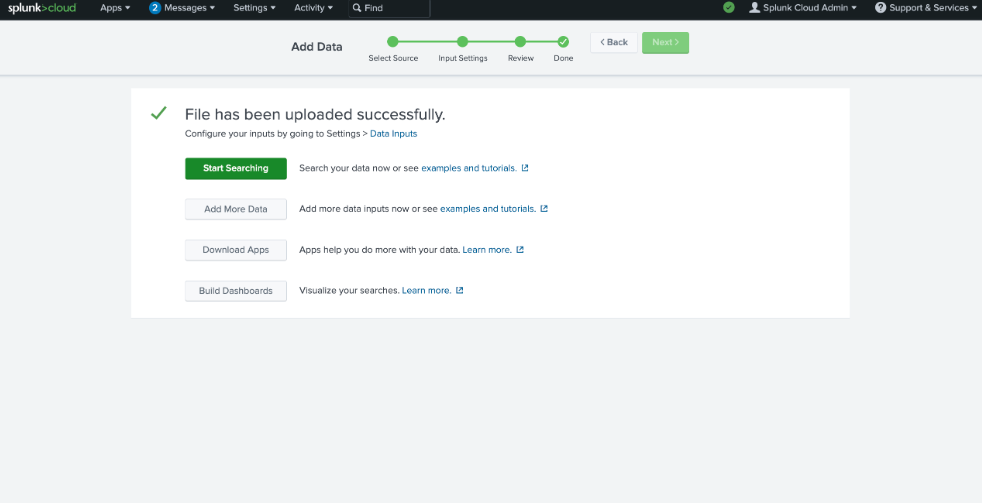 splunk>cloud Apps 2 Messages Settings Activity Find Splunk Cloud Admin Support & Services
Add Data
Select Source Input Settings Review Done
< Back Next >
File has been uploaded successfully.
Configure your inputs by going to Settings > Data Inputs
Start Searching Search your data now or see examples and tutorials.
Add More Data Add more data inputs now or see examples and tutorials.
Download Apps Apps help you do more with your data. Learn more.
Build Dashboards Visualize your searches. Learn more.